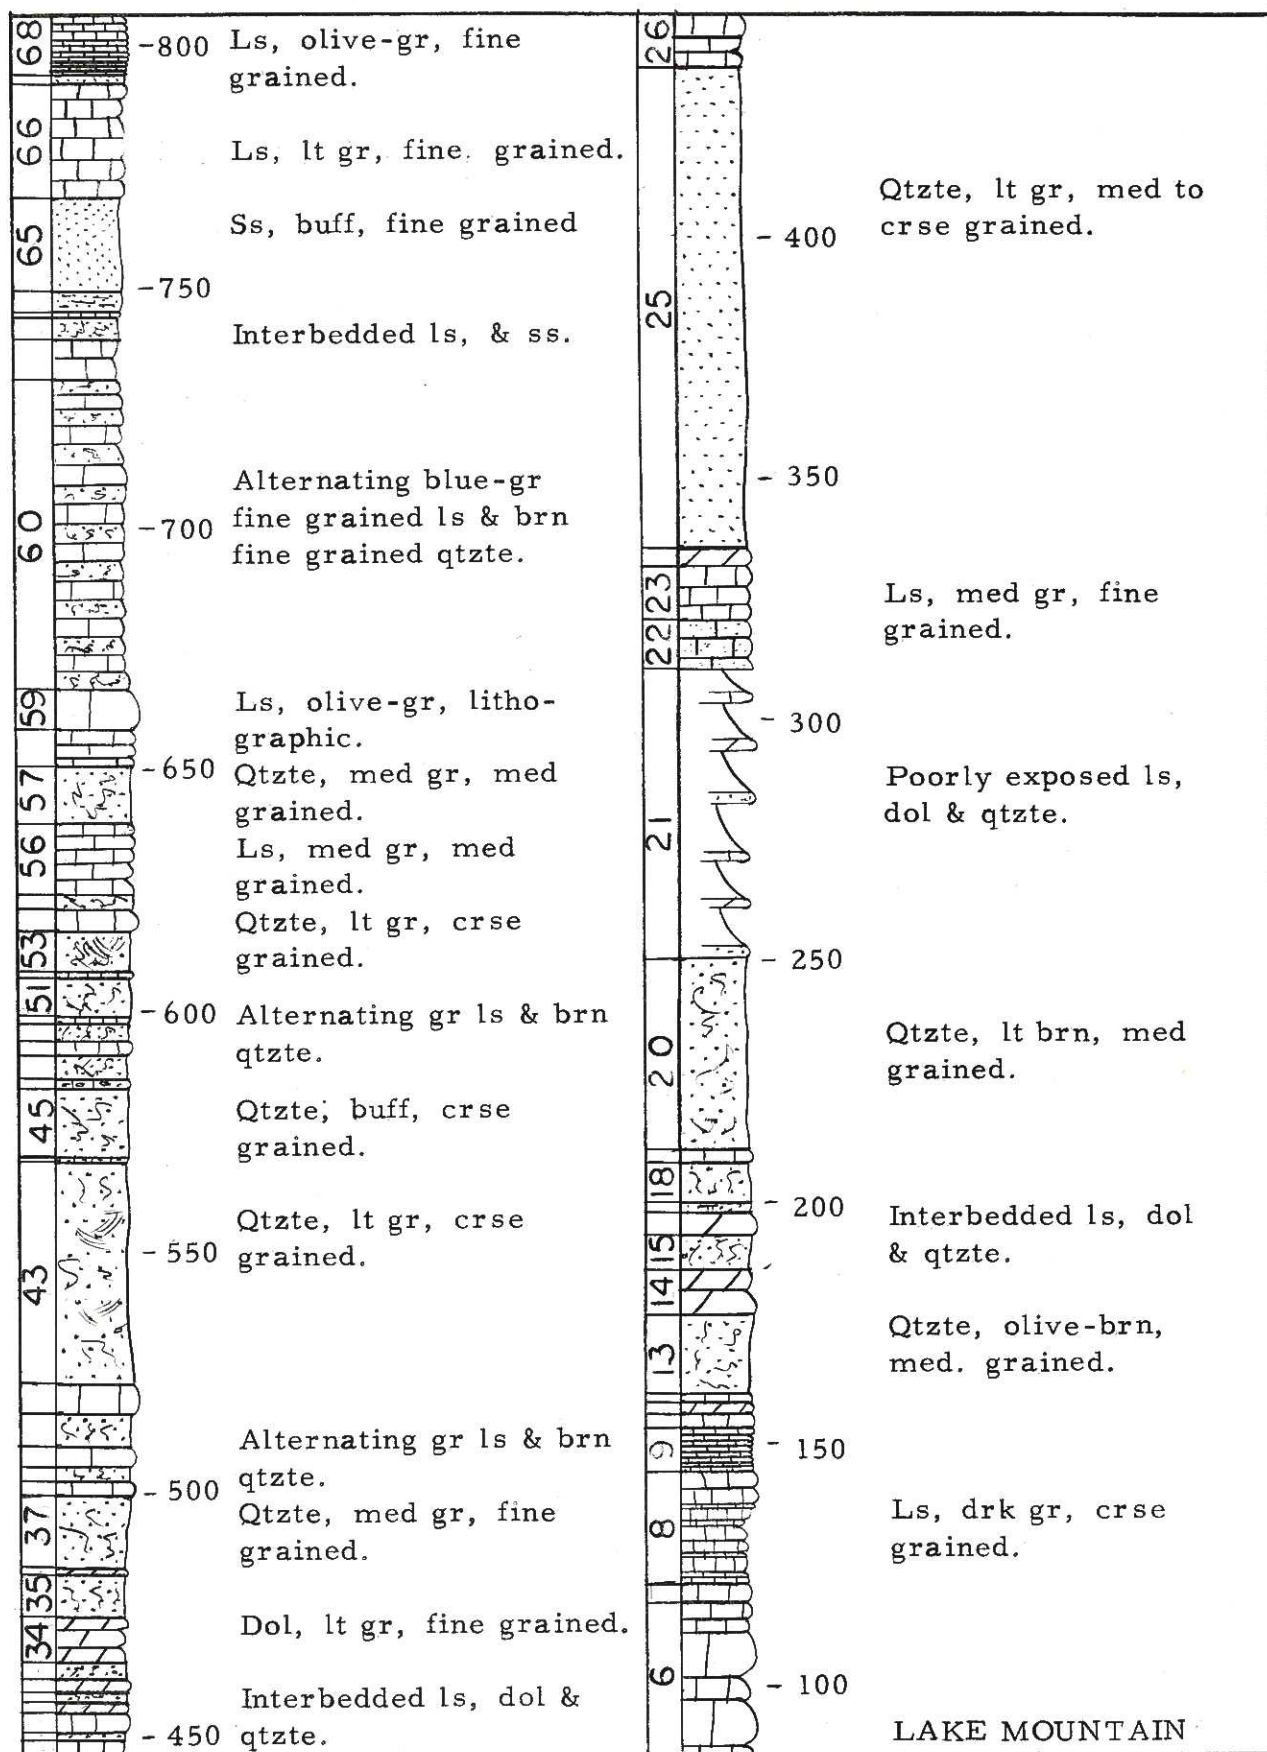 68
-800 Ls, olive-gr, fine
grained.
66
Ls, lt gr, fine. grained.
65
Ss, buff, fine grained
-750
Interbedded ls, & ss.
60
Alternating blue-gr
-700 fine grained ls & brn
fine grained qtzte.
59
Ls, olive-gr, litho-
graphic.
-650 Qtzte, med gr, med
57
grained.
56
Ls, med gr, med
grained.
Qtzte, lt gr, crse
53
grained.
51
-600 Alternating gr ls & brn
qtzte.
45
Qtzte, buff, crse
grained.
Qtzte, lt gr, crse
-550 grained.
43
Alternating gr ls & brn
qtzte.
-500
37
Qtzte, med gr, fine
grained.
35
34
Dol, lt gr, fine grained.
Interbedded ls, dol &
-450 qtzte.
26
Qtzte, lt gr, med to
- 400 crse grained.
25
- 350
23
Ls, med gr, fine
22
grained.
- 300
21
Poorly exposed ls,
dol & qtzte.
- 250
20
Qtzte, lt brn, med
grained.
18
- 200
Interbedded ls, dol
15
& qtzte.
14
Qtzte, olive-brn,
13
med. grained.
9
- 150
8
Ls, drk gr, crse
grained.
6
- 100
LAKE MOUNTAIN